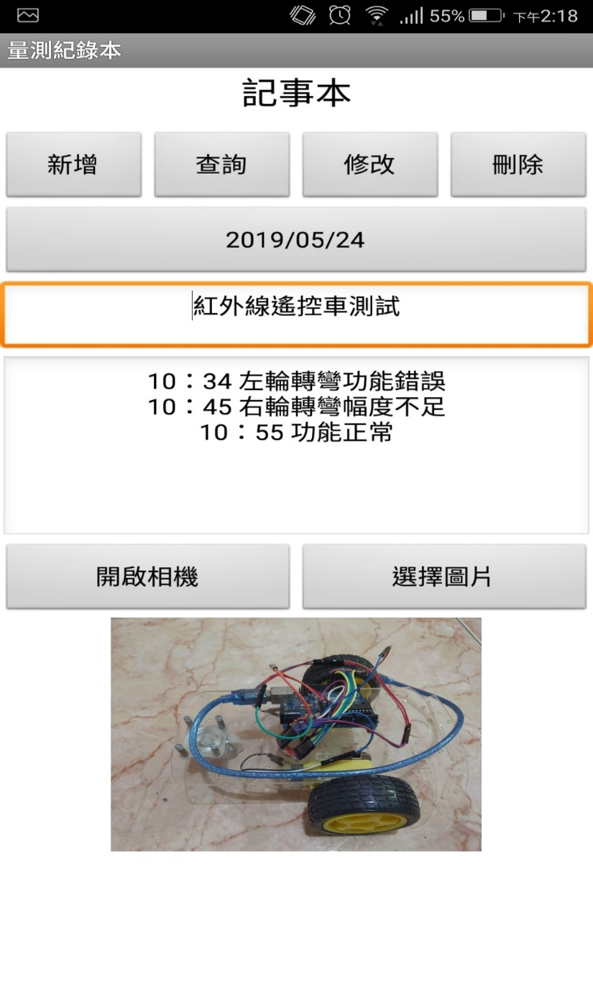 55% 下午2:18
量測紀錄本
記事本
新增 查詢 修改 刪除
2019/05/24
紅外線遙控車測試
10：34 左輪轉彎功能錯誤
10：45 右輪轉彎幅度不足
10：55 功能正常
開啟相機 選擇圖片